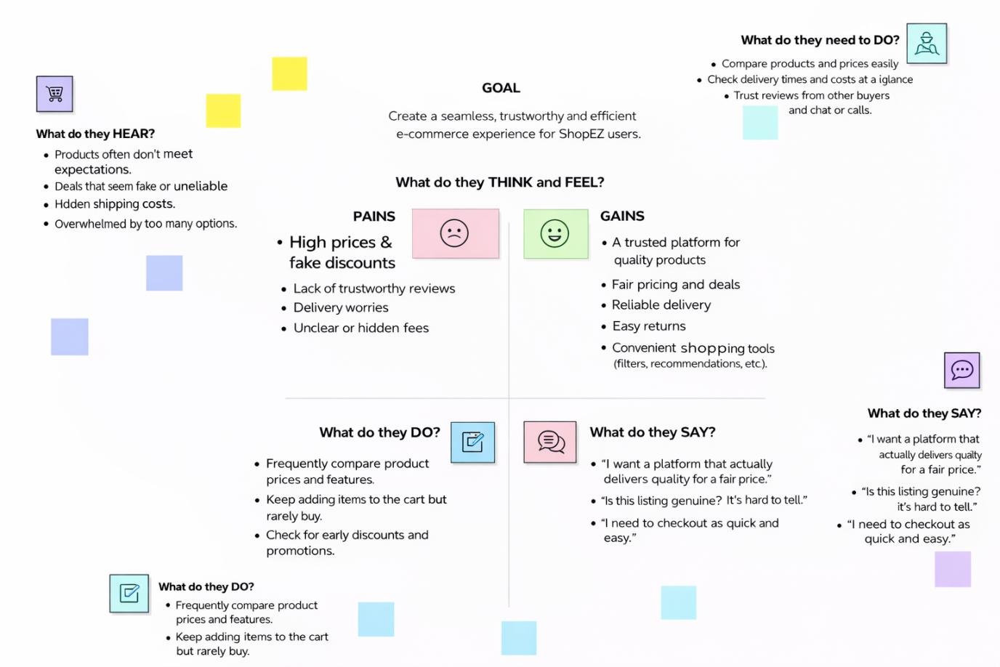 What do they need to DO?
• Compare products and prices easily
• Check delivery times and costs at a iglance
• Trust reviews from other buyers
and chat or calls.
GOAL
Create a seamless, trustworthy and efficient
e-commerce experience for ShopEZ users.
What do they HEAR?
• Products often don't meet
expectations.
• Deals that seem fake or uneliable
• Hdden shipping costs.
• Overwhelmed by too many options.
What do they THINK and FEEL?
PAINS
• High prices &
fake discounts
• Lack of trustworthy reviews
• Delivery worries
• Unclear or hidden fees
GAINS
• A trusted platform for
quality products
• Fair pricing and deals
• Reliable delivery
• Easy returns
• Convenient shopping tools
(filters, recommendations, etc.).
What do they DO?
• Frequently compare product
prices and features.
• Keep adding items to the cart but
rarely buy.
• Check for early discounts and
promotions.
What do they SAY?
• “I want a platform that actually
delivers quality for a fair price.”
• “Is this listing genuine? It's hard to tell.”
• “I need to checkout as quick and
easy.”
What do they SAY?
• “I want a platform that
actually delivers quality
for a fair price.”
• “Is this listing genuine?
it's hard to tell.”
• “I need to checkout as
quick and easy.”
What do they DO?
• Frequently compare product
prices and features.
• Keep adding items to the cart
but rarely buy.